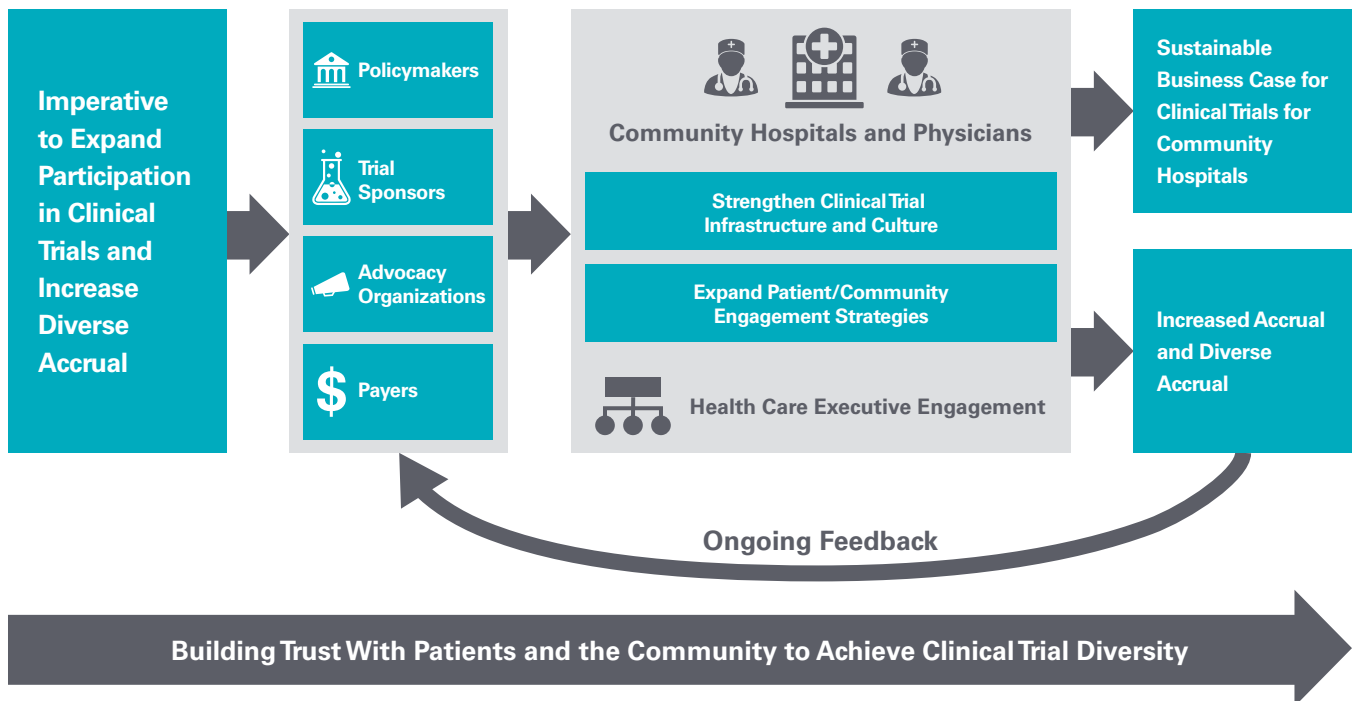 Imperative
to Expand
Participation
in Clinical
Trials and
Increase
Diverse
Accrual
Policymakers
Trial
Sponsors
Advocacy
Organizations
$
Payers
Community Hospitals and Physicians
Strengthen Clinical Trial
Infrastructure and Culture
Expand Patient/Community
Engagement Strategies
Health Care Executive Engagement
Sustainable
Business Case for
Clinical Trials for
Community
Hospitals
Increased Accrual
and Diverse
Accrual
Ongoing Feedback
Building Trust With Patients and the Community to Achieve Clinical Trial Diversity